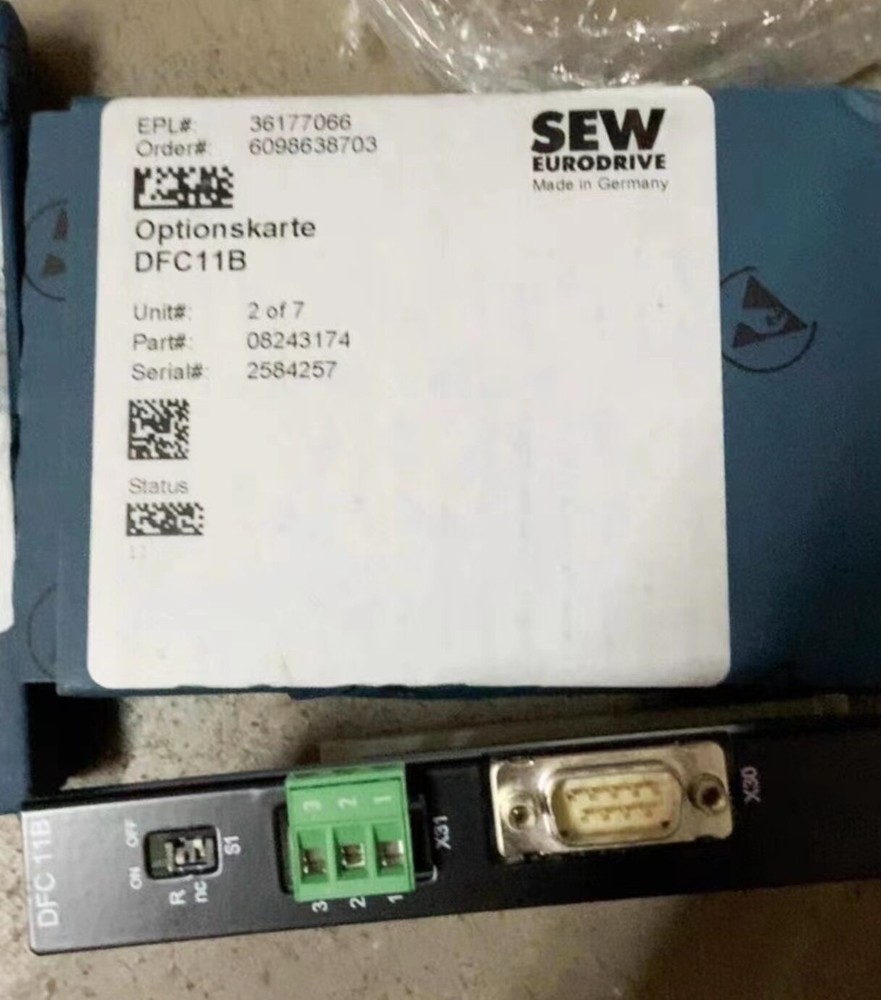 EPL#: 36177066
Order#: 6098638703
SEW
EURODRIVE
Made in Germany
Optionskarte
DFC11B
Unit#: 2 of 7
Part#: 08243174
Serial#: 2584257
Status
11
DFC 11B
ON OFF
R
nc
S1
3 2 1
3 2 1
X31
X30